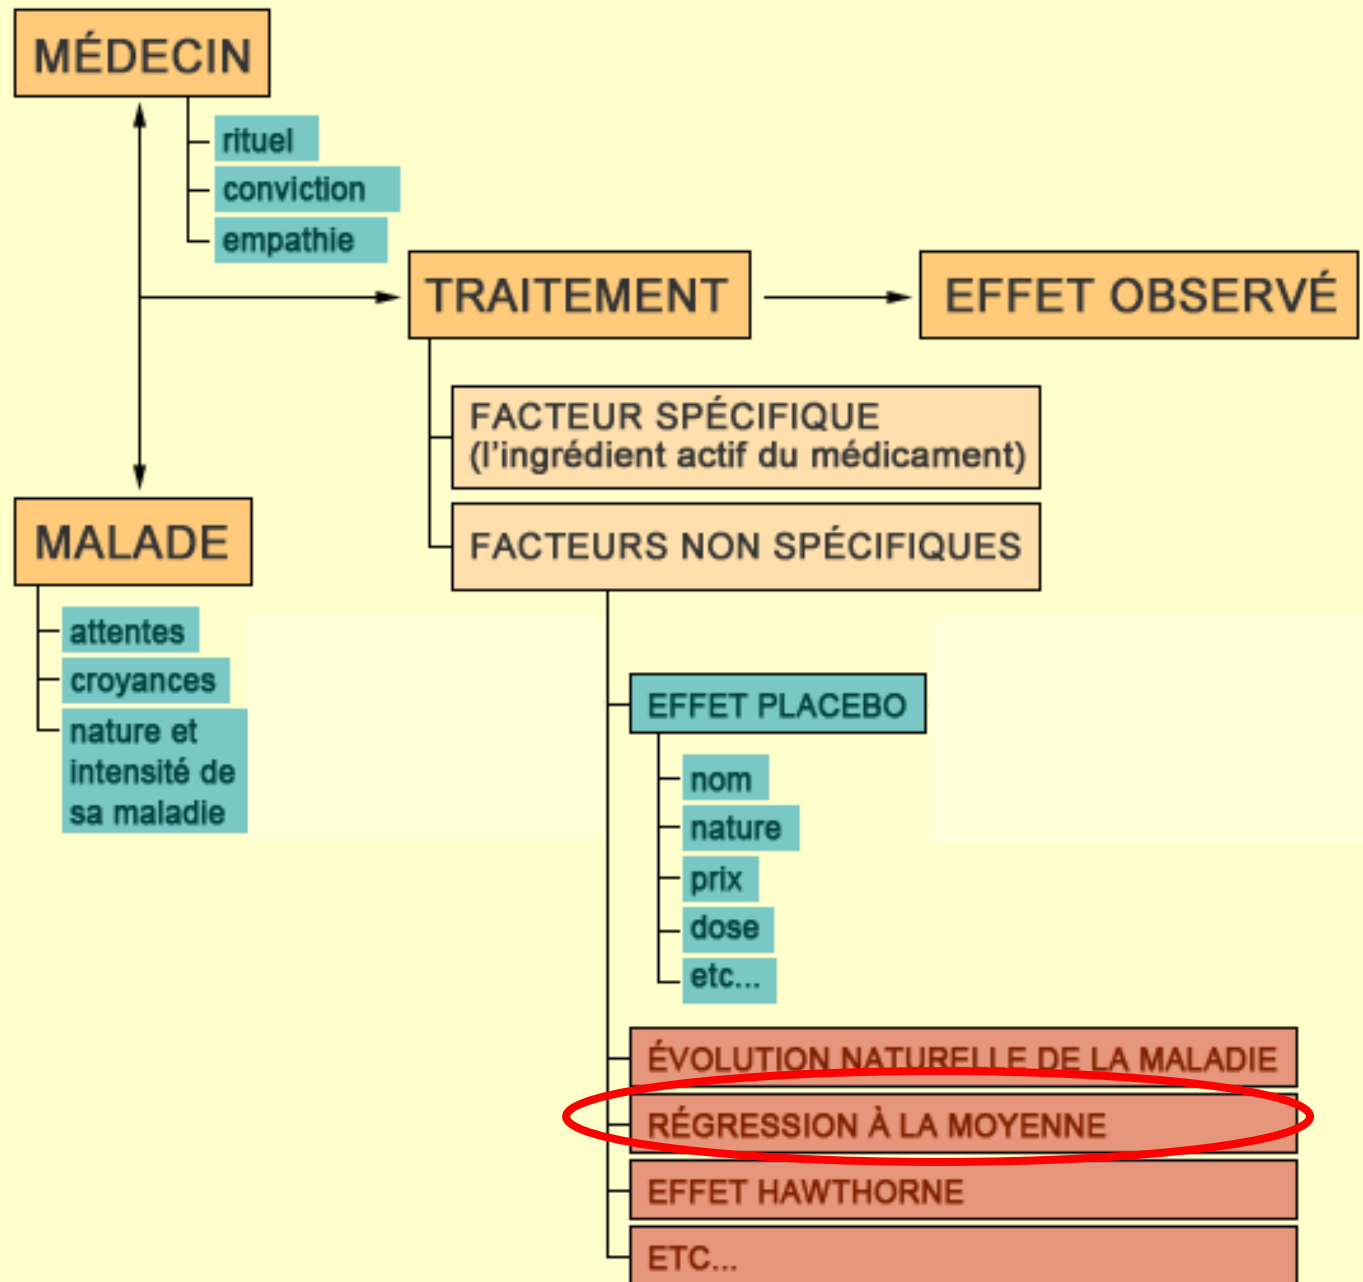 MÉDECIN
rituel
conviction
empathie
TRAITEMENT
EFFET OBSERVÉ
FACTEUR SPÉCIFIQUE
(l'ingrédient actif du médicament)
FACTEURS NON SPÉCIFIQUES
MALADE
attentes
croyances
nature et
intensité de
sa maladie
EFFET PLACEBO
nom
nature
prix
dose
etc...
ÉVOLUTION NATURELLE DE LA MALADIE
RÉGRESSION À LA MOYENNE
EFFET HAWTHORNE
ETC...